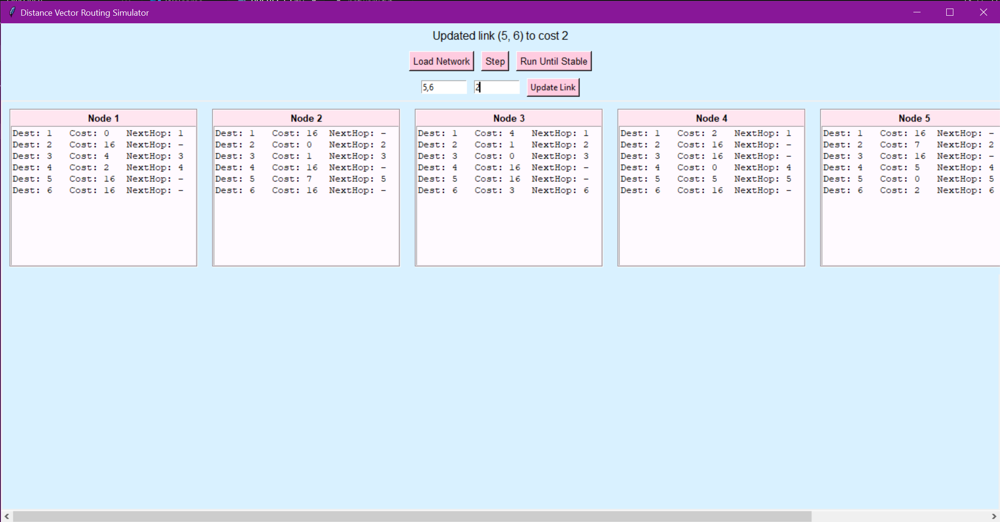 Distance Vector Routing Simulator
Updated link (5, 6) to cost 2
Load Network Step Run Until Stable
5,6 2 Update Link
Node 1
Dest: 1 Cost: 0 NextHop: 1
Dest: 2 Cost: 16 NextHop: -
Dest: 3 Cost: 4 NextHop: 3
Dest: 4 Cost: 2 NextHop: 4
Dest: 5 Cost: 16 NextHop: -
Dest: 6 Cost: 16 NextHop: -
Node 2
Dest: 1 Cost: 16 NextHop: -
Dest: 2 Cost: 0 NextHop: 2
Dest: 3 Cost: 1 NextHop: 3
Dest: 4 Cost: 16 NextHop: -
Dest: 5 Cost: 7 NextHop: 5
Dest: 6 Cost: 16 NextHop: -
Node 3
Dest: 1 Cost: 4 NextHop: 1
Dest: 2 Cost: 1 NextHop: 2
Dest: 3 Cost: 0 NextHop: 3
Dest: 4 Cost: 16 NextHop: -
Dest: 5 Cost: 16 NextHop: -
Dest: 6 Cost: 3 NextHop: 6
Node 4
Dest: 1 Cost: 2 NextHop: 1
Dest: 2 Cost: 16 NextHop: -
Dest: 3 Cost: 16 NextHop: -
Dest: 4 Cost: 0 NextHop: 4
Dest: 5 Cost: 5 NextHop: 5
Dest: 6 Cost: 16 NextHop: -
Node 5
Dest: 1 Cost: 16 NextHop: -
Dest: 2 Cost: 7 NextHop: 2
Dest: 3 Cost: 16 NextHop: -
Dest: 4 Cost: 5 NextHop: 4
Dest: 5 Cost: 0 NextHop: 5
Dest: 6 Cost: 2 NextHop: 6